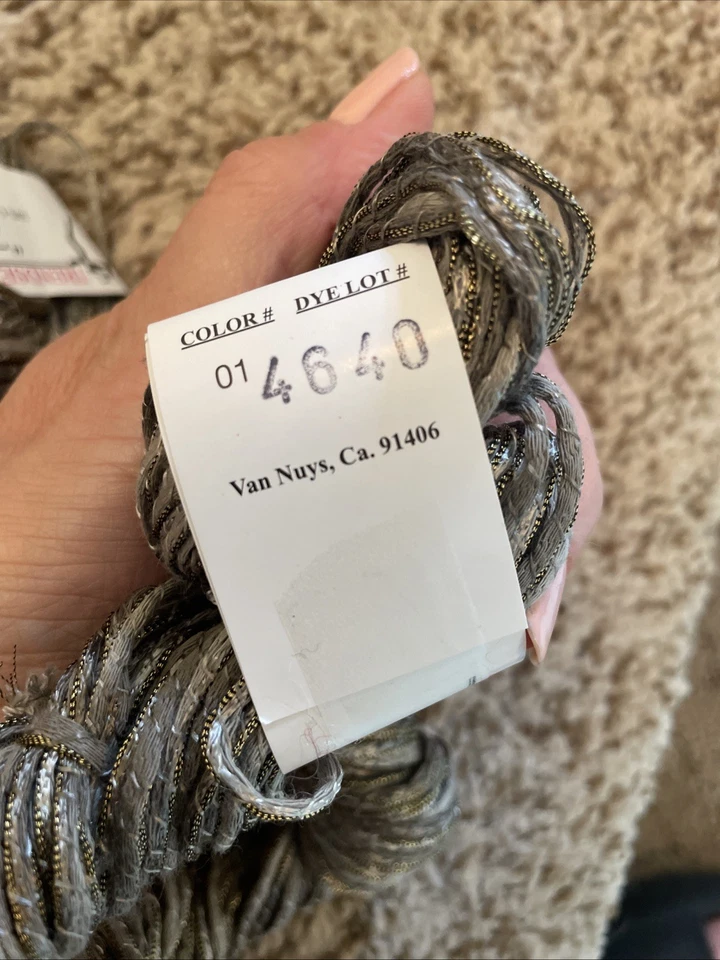 COLOR # DYE LOT #
01 4640
Van Nuys, Ca. 91406